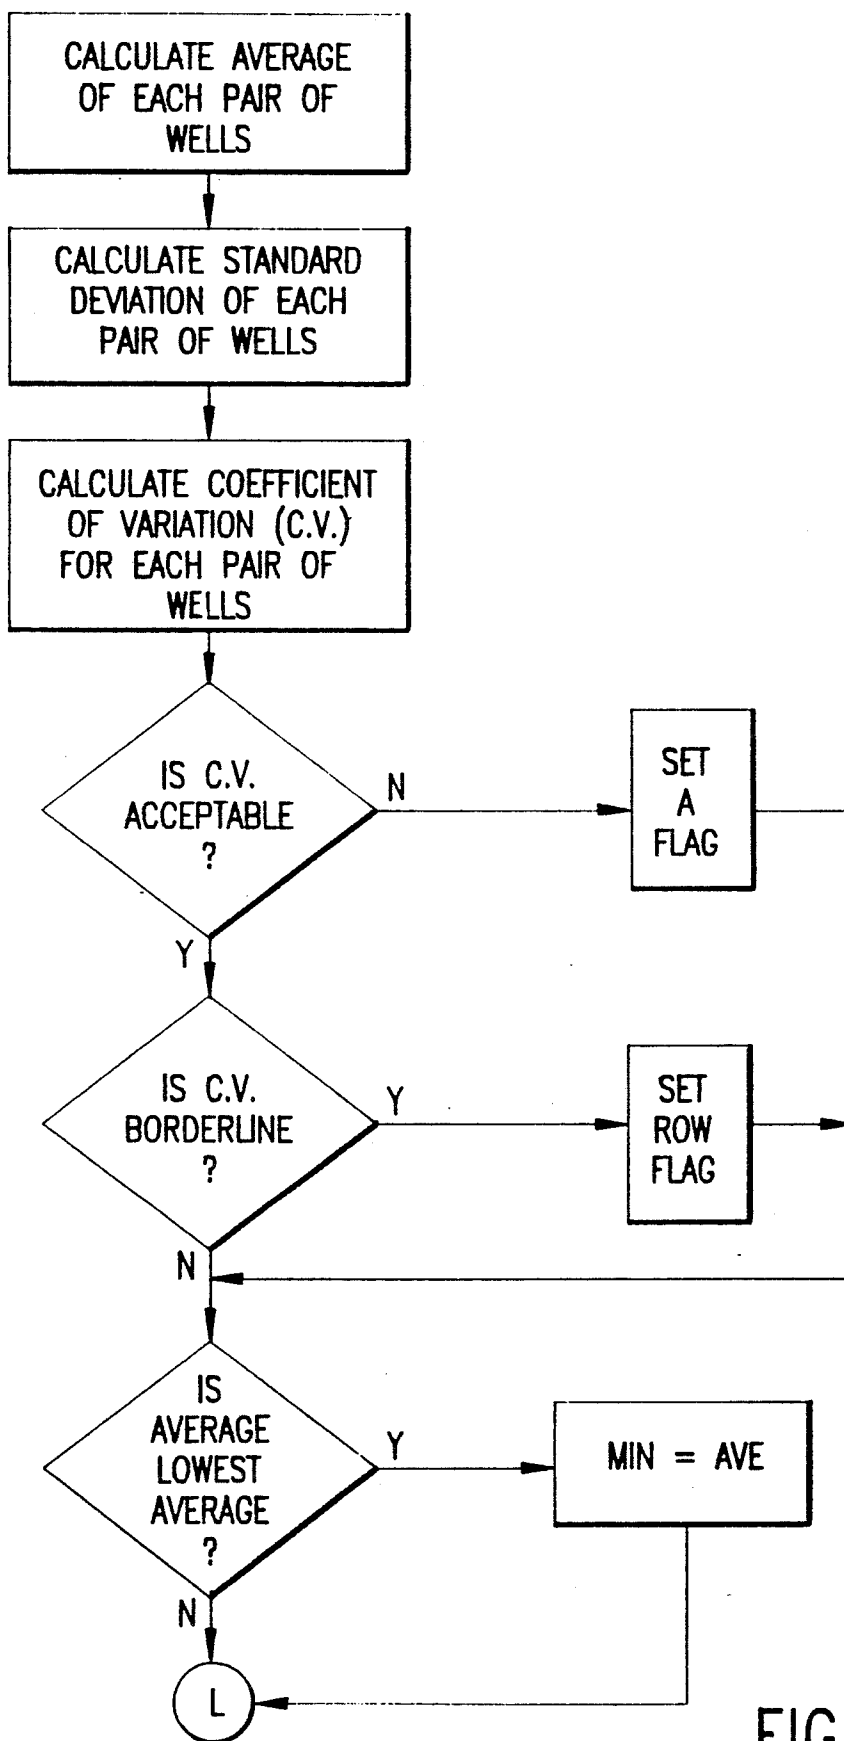 CALCULATE AVERAGE
OF EACH PAIR OF
WELLS
CALCULATE STANDARD
DEVIATION OF EACH
PAIR OF WELLS
CALCULATE COEFFICIENT
OF VARIATION (C.V.)
FOR EACH PAIR OF
WELLS
IS C.V.
ACCEPTABLE
?
N
SET
A
FLAG
Y
IS C.V.
BORDERLINE
?
Y
SET
ROW
FLAG
N
IS
AVERAGE
LOWEST
AVERAGE
?
Y
MIN = AVE
N
L
FIG